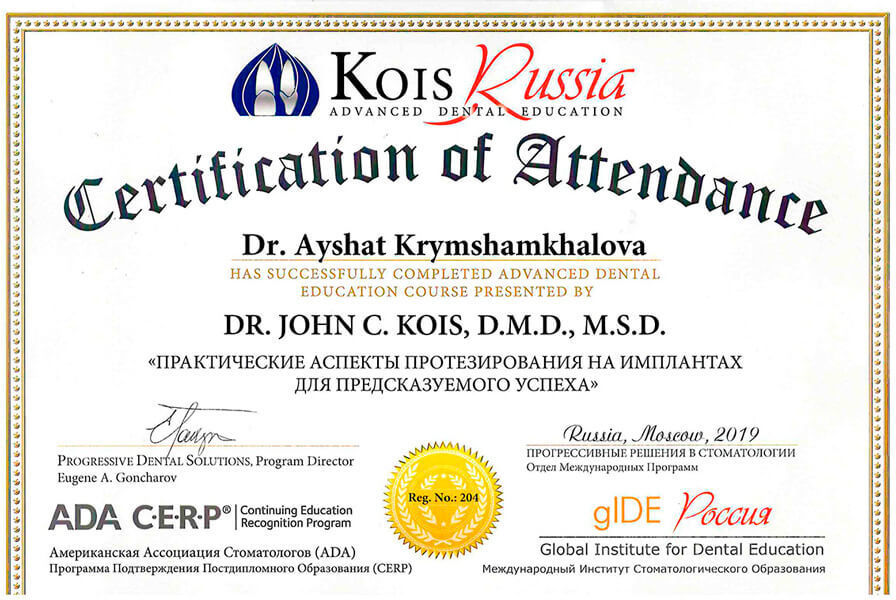 KOIS Russia
ADVANCED DENTAL EDUCATION
Certification of Attendance
Dr. Ayshat Krymshamkhalova
HAS SUCCESSFULLY COMPLETED ADVANCED DENTAL
EDUCATION COURSE PRESENTED BY
DR. JOHN C. KOIS, D.M.D., M.S.D.
«ПРАКТИЧЕСКИЕ АСПЕКТЫ ПРОТЕЗИРОВАНИЯ НА ИМПЛАНТАХ
ДЛЯ ПРЕДСКАЗУЕМОГО УСПЕХА»
PROGRESSIVE DENTAL SOLUTIONS, Program Director
Eugene A. Goncharov
Russia, Moscow, 2019
ПРОГРЕССИВНЫЕ РЕШЕНИЯ В СТОМАТОЛОГИИ
Отдел Международных Программ
Reg. No.: 204
ADA C·E·R·P® | Continuing Education
Recognition Program
Американская Ассоциация Стоматологов (ADA)
Программа Подтверждения Постдипломного Образования (CERP)
gIDE Россия
Global Institute for Dental Education
Международный Институт Стоматологического Образования